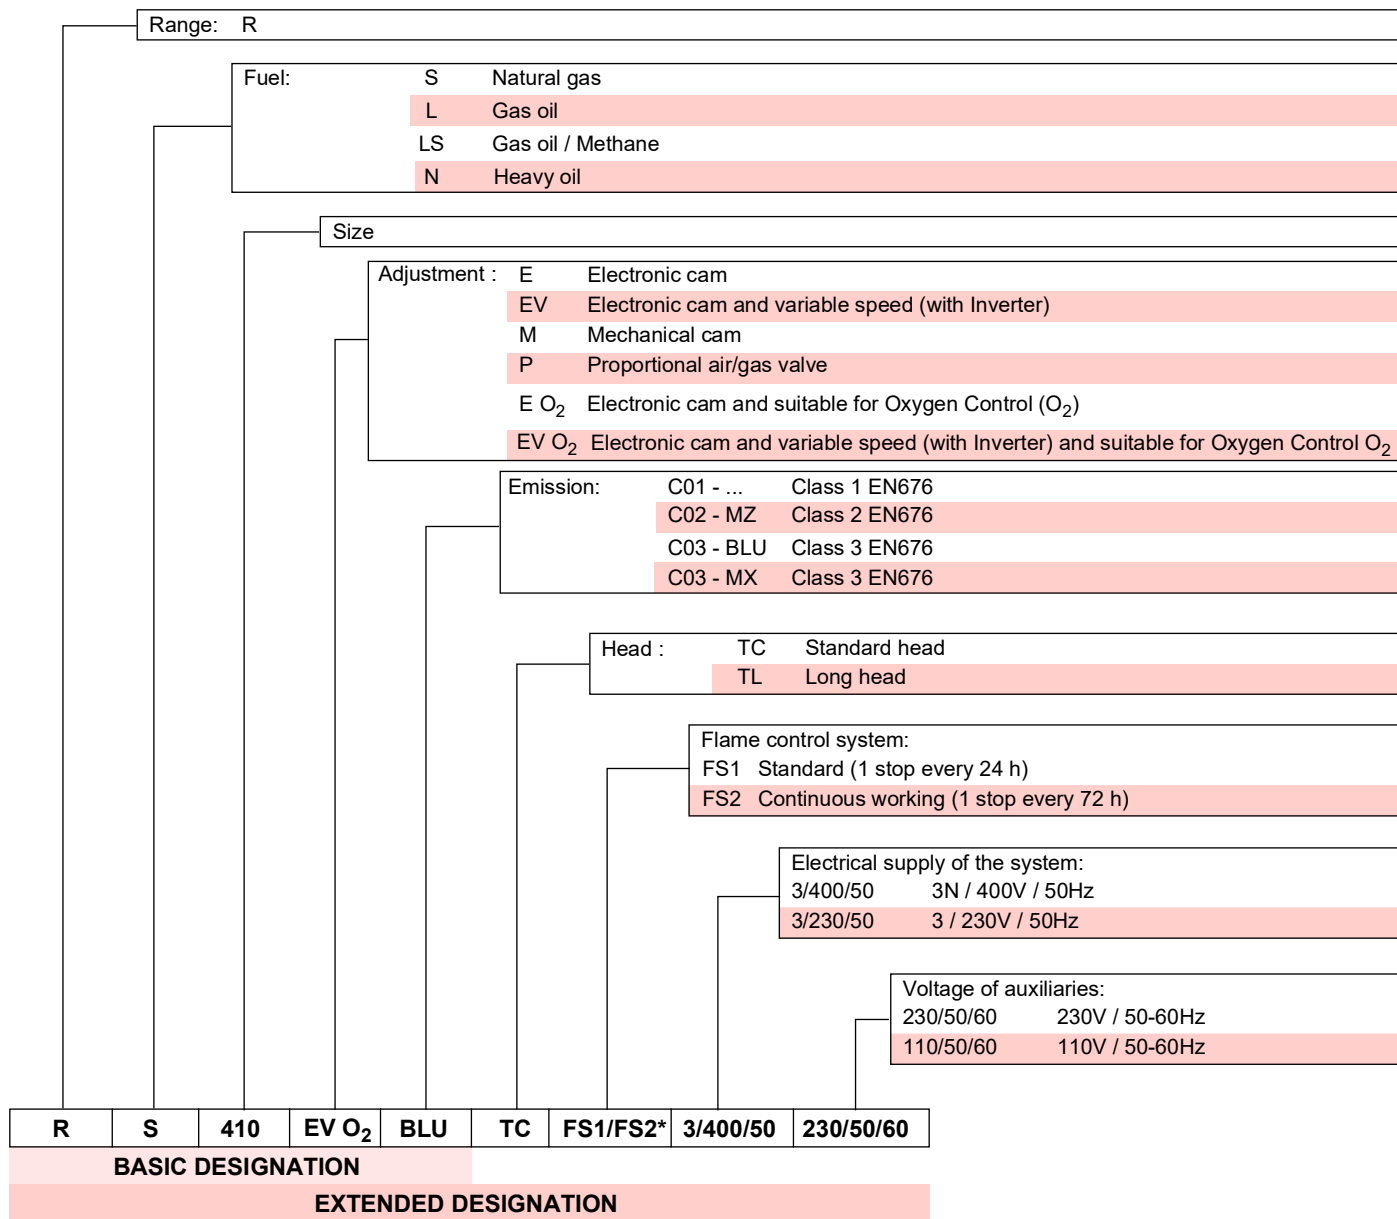 Range: R
Fuel: S Natural gas
L Gas oil
LS Gas oil / Methane
N Heavy oil
Size
Adjustment : E Electronic cam
EV Electronic cam and variable speed (with Inverter)
M Mechanical cam
P Proportional air/gas valve
E O2 Electronic cam and suitable for Oxygen Control (O2)
EV O2 Electronic cam and variable speed (with Inverter) and suitable for Oxygen Control O2
Emission: C01 - ... Class 1 EN676
C02 - MZ Class 2 EN676
C03 - BLU Class 3 EN676
C03 - MX Class 3 EN676
Head : TC Standard head
TL Long head
Flame control system:
FS1 Standard (1 stop every 24 h)
FS2 Continuous working (1 stop every 72 h)
Electrical supply of the system:
3/400/50 3N / 400V / 50Hz
3/230/50 3 / 230V / 50Hz
Voltage of auxiliaries:
230/50/60 230V / 50-60Hz
110/50/60 110V / 50-60Hz
R S 410 EV O2 BLU TC FS1/FS2* 3/400/50 230/50/60
BASIC DESIGNATION
EXTENDED DESIGNATION